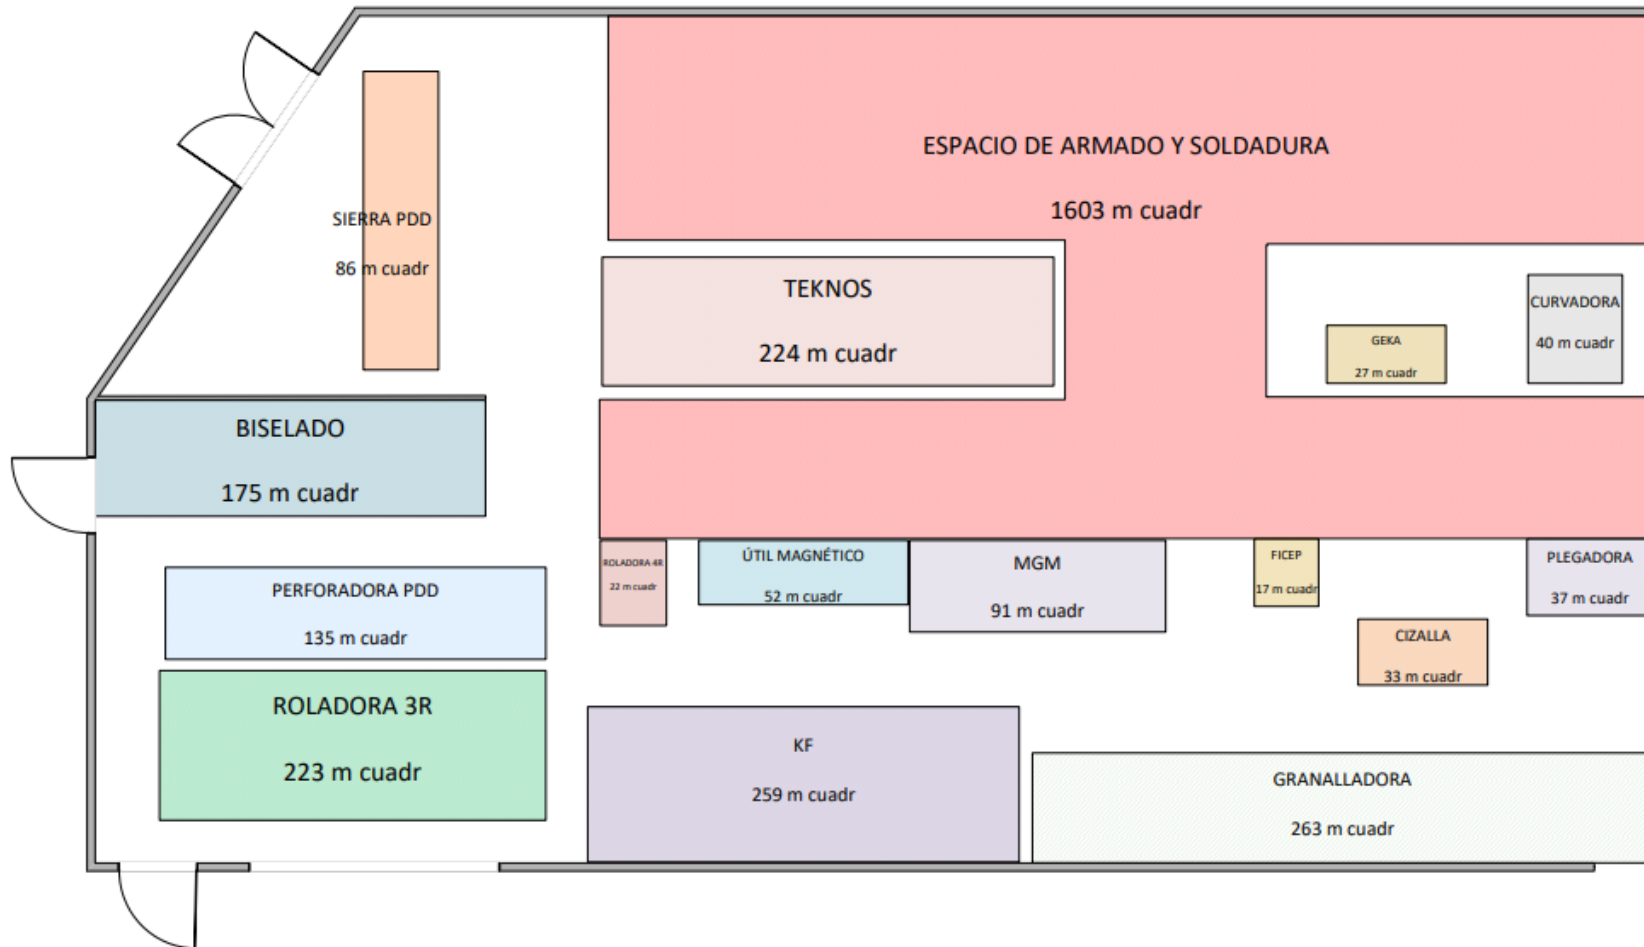 ESPACIO DE ARMADO Y SOLDADURA
1603 m cuadr
SIERRA PDD
86 m cuadr
TEKNOS
224 m cuadr
CURVADORA
40 m cuadr
GEKA
27 m cuadr
BISELADO
175 m cuadr
ROLADORA 4R
22 m cuadr
ÚTIL MAGNÉTICO
52 m cuadr
MGM
91 m cuadr
FICEP
17 m cuadr
PLEGADORA
37 m cuadr
PERFORADORA PDD
135 m cuadr
CIZALLA
33 m cuadr
ROLADORA 3R
223 m cuadr
KF
259 m cuadr
GRANALLADORA
263 m cuadr